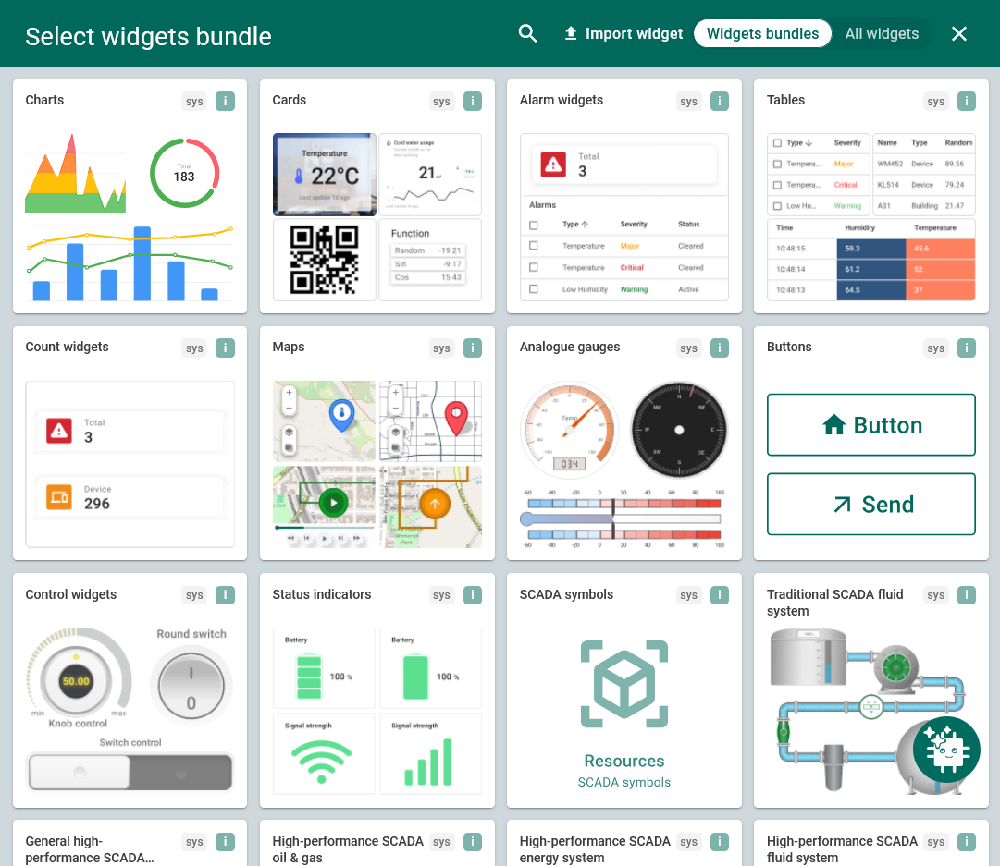 Select widgets bundle
Import widget
Widgets bundles
All widgets
Charts
sys
i
Total
183
Cards
sys
i
Temperature
22°C
Last update 1d ago
Cold water usage
21 m³
Function
Random -19.21
Sin -9.17
Cos 15.43
Alarm widgets
sys
i
Total
3
Alarms
Type Severity Status
Temperature Major Cleared
Temperature Critical Cleared
Low Humidity Warning Active
Tables
sys
i
Type Severity
Tempera... Major
Tempera... Critical
Low Hu... Warning
Name Type Random
WM452 Device 89.56
KL514 Device 79.24
A31 Building 21.47
Time Humidity Temperature
10:48:15 59.3 45.6
10:48:14 61.2 52
10:48:13 64.5 37
Count widgets
sys
i
Total
3
Device
296
Maps
sys
i
Analogue gauges
sys
i
Temp
N
NE
E
SE
S
SW
W
NW
-60 -40 -20 0 20 40 60 80 100
-60 -40 -20 0 20 40 60 80 100
Buttons
sys
i
Button
Send
Control widgets
sys
i
50.00
min
max
Knob control
Round switch
I
0
Switch control
Status indicators
sys
i
Battery
100 %
Battery
100 %
Signal strength
Signal strength
SCADA symbols
sys
i
Resources
SCADA symbols
Traditional SCADA fluid
system
sys
i
General high-
performance SCADA...
sys
i
High-performance SCADA
oil & gas
sys
i
High-performance SCADA
energy system
sys
i
High-performance SCADA
fluid system
sys
i